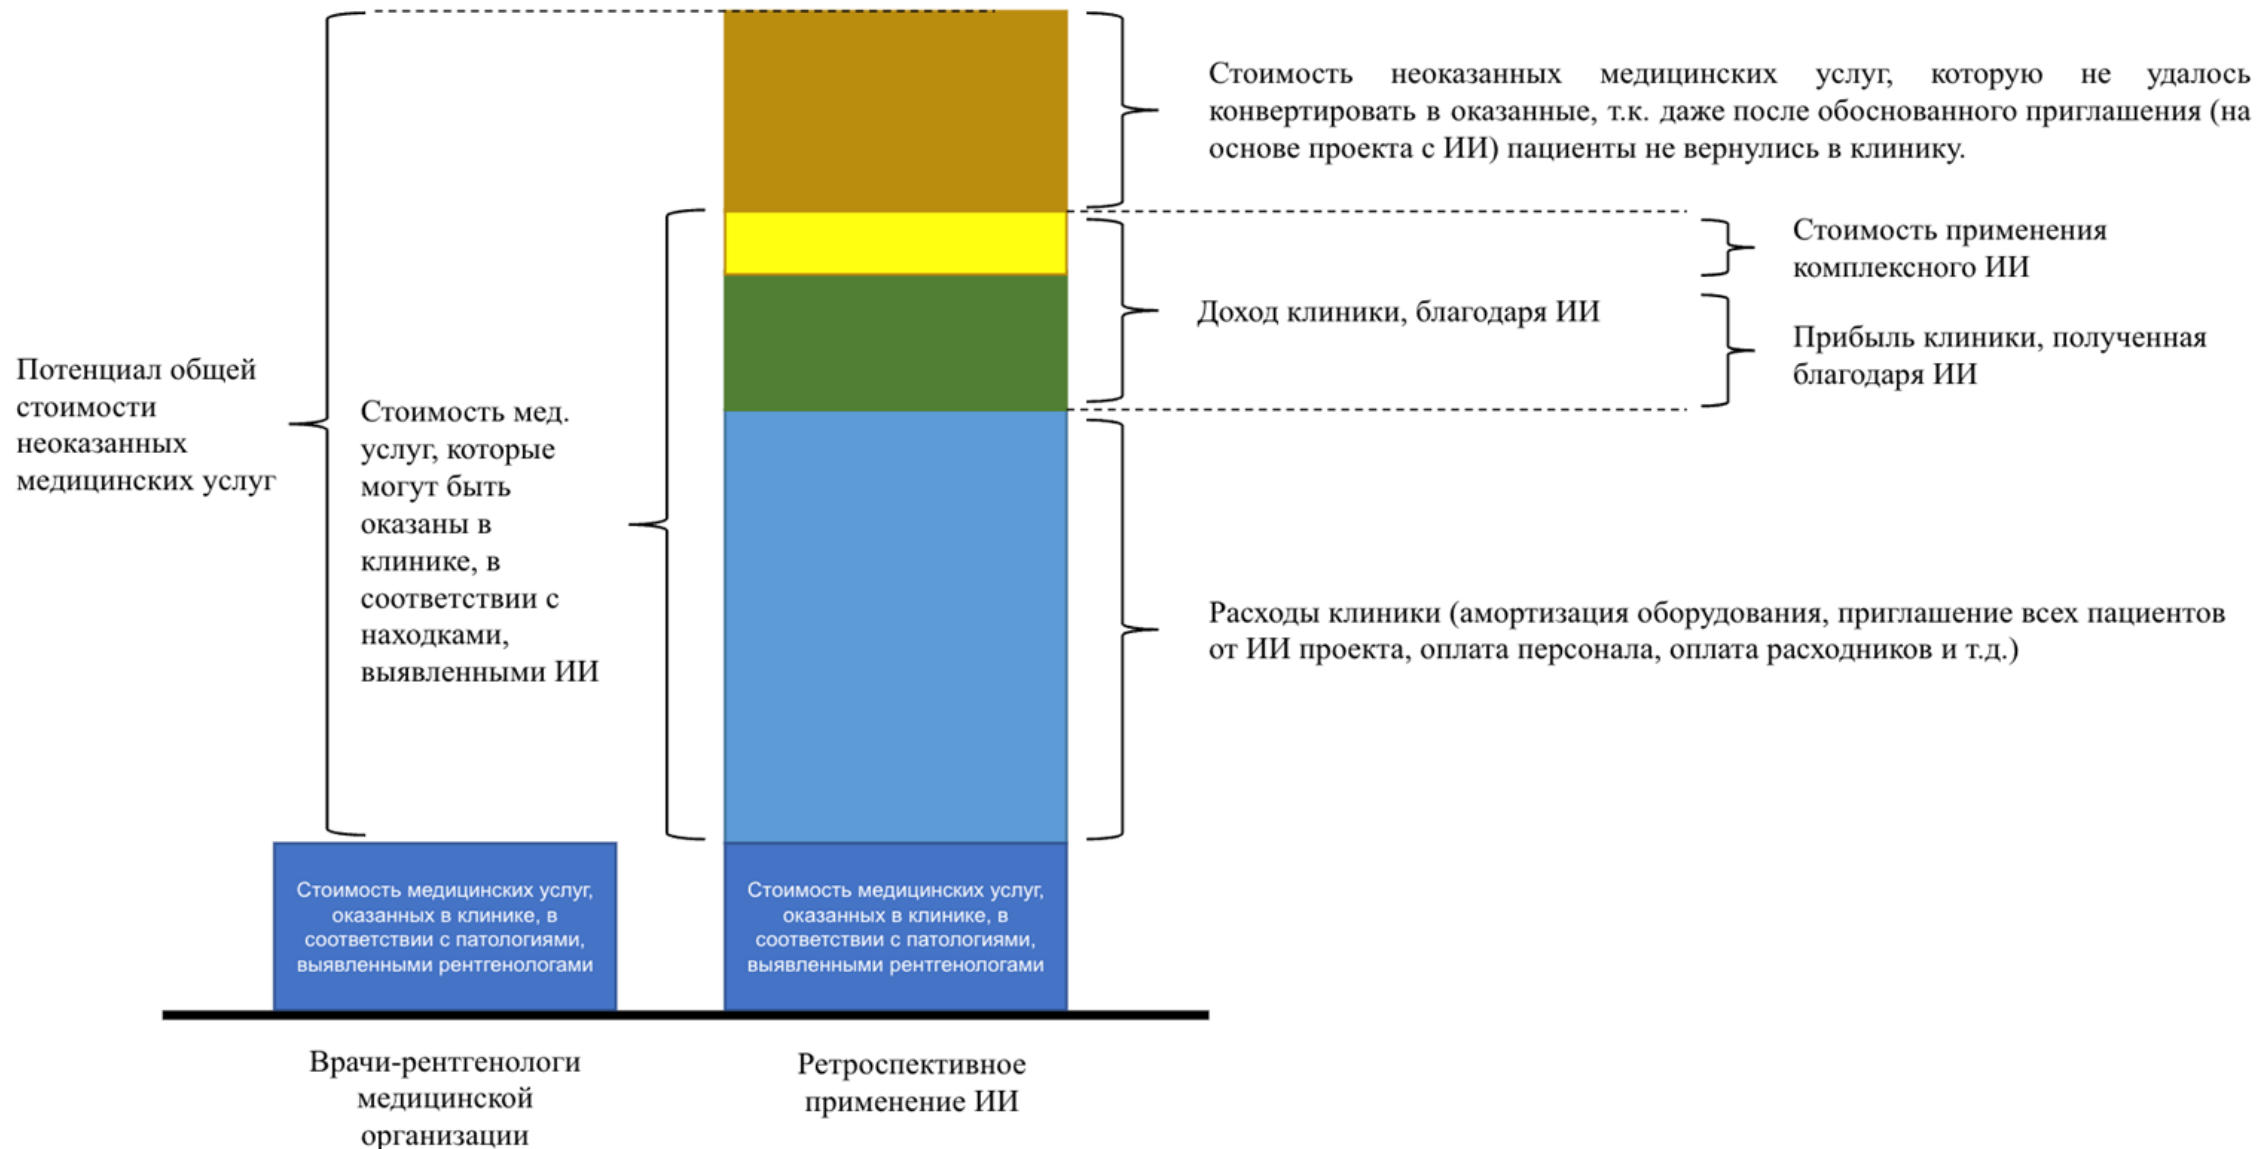 Стоимость неоказанных медицинских услуг, которую не удалось
конвертировать в оказанные, т.к. даже после обоснованного приглашения (на
основе проекта с ИИ) пациенты не вернулись в клинику.
Стоимость применения
комплексного ИИ
Доход клиники, благодаря ИИ
Прибыль клиники, полученная
благодаря ИИ
Потенциал общей
стоимости
неоказанных
медицинских услуг
Стоимость мед.
услуг, которые
могут быть
оказаны в
клинике, в
соответствии с
находками,
выявленными ИИ
Расходы клиники (амортизация оборудования, приглашение всех пациентов
от ИИ проекта, оплата персонала, оплата расходников и т.д.)
Стоимость медицинских услуг,
оказанных в клинике, в
соответствии с патологиями,
выявленными рентгенологами
Стоимость медицинских услуг,
оказанных в клинике, в
соответствии с патологиями,
выявленными рентгенологами
Врачи-рентгенологи
медицинской
организации
Ретроспективное
применение ИИ